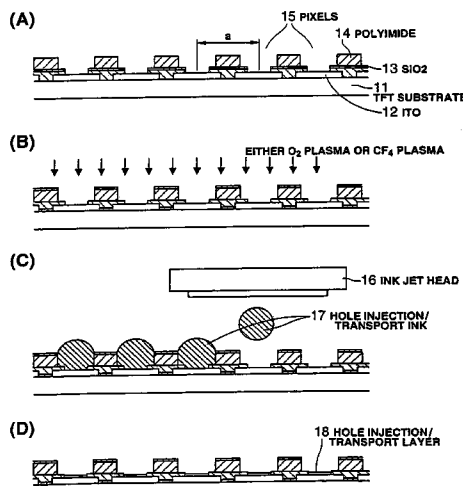 (A)
a
15 PIXELS
14 POLYIMIDE
13 SIO2
11
TFT SUBSTRATE
12 ITO
(B)
EITHER O2 PLASMA OR CF4 PLASMA
(C)
16 INK JET HEAD
17 HOLE INJECTION/
TRANSPORT INK
(D)
18 HOLE INJECTION/
TRANSPORT LAYER